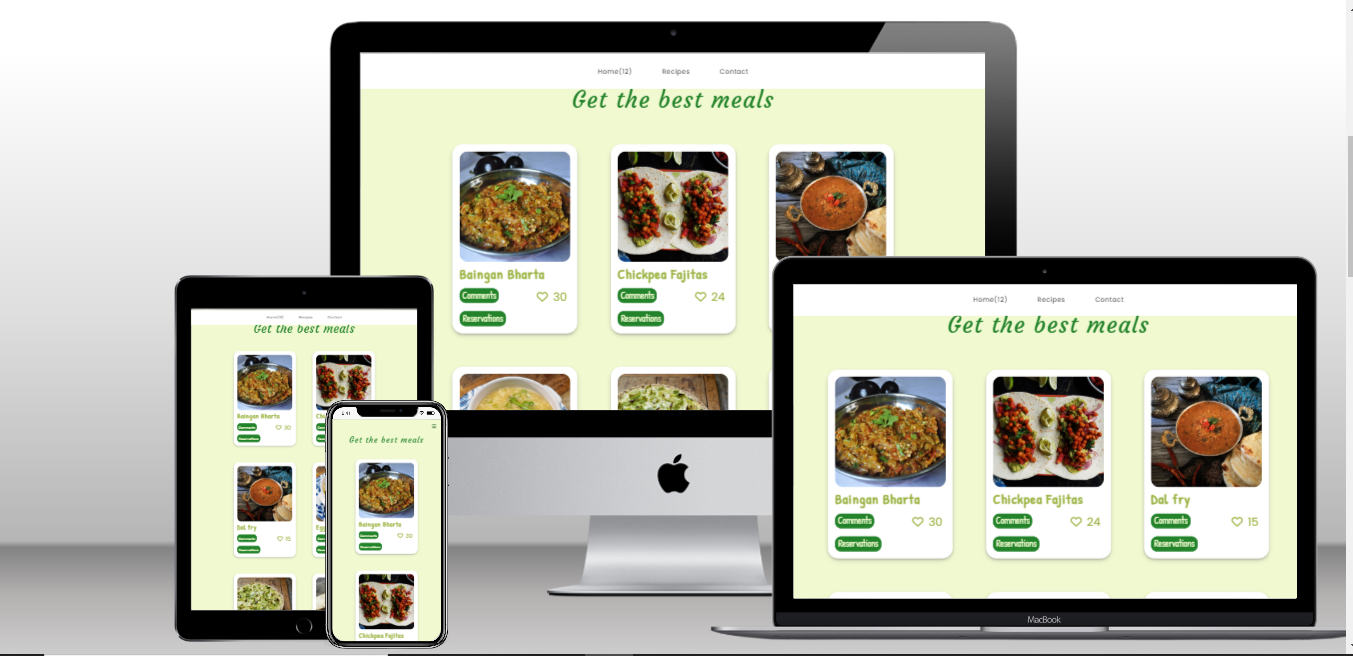 Home(12) Recipes Contact
Get the best meals
Baingan Bharta
Comments 30
Reservations
Chickpea Fajitas
Comments 24
Reservations
Home(12) Recipes Contact
Get the best meals
Baingan Bharta
Comments 30
Reservations
Chickpea Fajitas
Comments 24
Reservations
Dal fry
Comments 15
Reservations
MacBook
Home(12) Recipes Contact
Get the best meals
Baingan Bharta
Comments 30
Reservations
Dal fry
Comments 15
Reservations
Get the best meals
Baingan Bharta
Comments 30
Reservations
Chickpea Fajitas